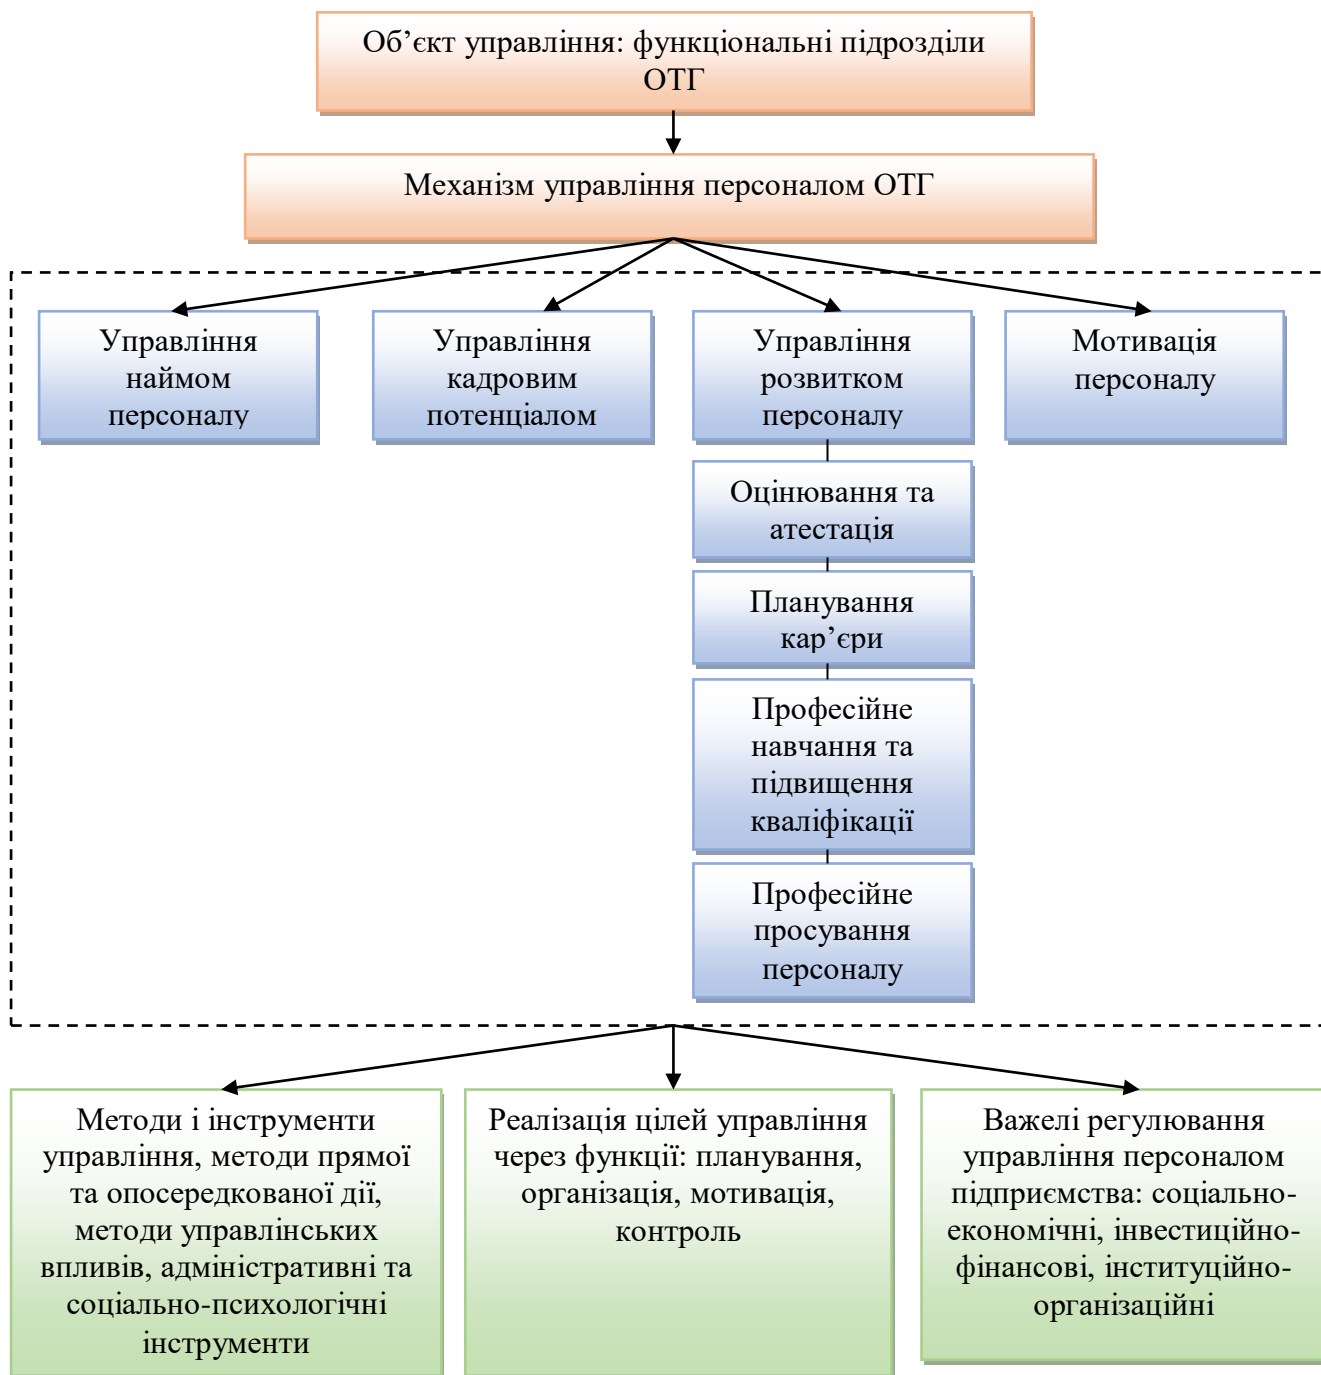 Об’єкт управління: функціональні підрозділи
ОТГ
Механізм управління персоналом ОТГ
Управління
наймом
персоналу
Управління
кадровим
потенціалом
Управління
розвитком
персоналу
Мотивація
персоналу
Оцінювання та
атестація
Планування
кар’єри
Професійне
навчання та
підвищення
кваліфікації
Професійне
просування
персоналу
Методи і інструменти
управління, методи прямої
та опосередкованої дії,
методи управлінських
впливів, адміністративні та
соціально-психологічні
інструменти
Реалізація цілей управління
через функції: планування,
організація, мотивація,
контроль
Важелі регулювання
управління персоналом
підприємства: соціально-
економічні, інвестиційно-
фінансові, інституційно-
організаційні